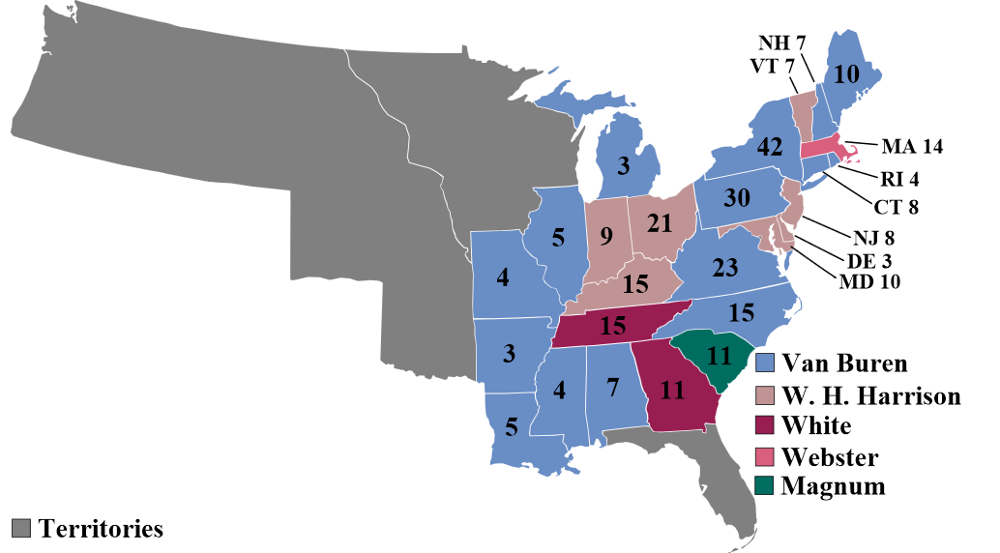 NH 7
VT 7
10
42
MA 14
3
RI 4
30
CT 8
5
9
21
NJ 8
4
15
23
DE 3
MD 10
15
15
3
11
Van Buren
4
7
11
W. H. Harrison
5
White
Webster
Magnum
Territories